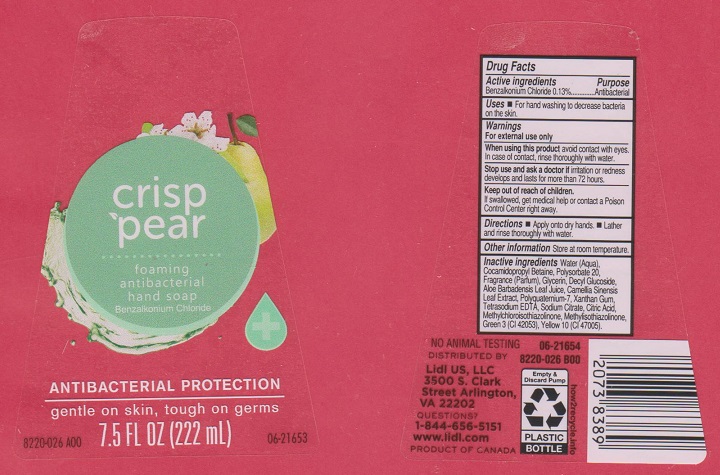 crisp
pear
foaming
antibacterial
hand soap
Benzalkonium Chloride
ANTIBACTERIAL PROTECTION
gentle on skin, tough on germs
8220-026 A00 7.5 FL OZ (222 mL) 06-21653
Drug Facts
Active ingredients Purpose
Benzalkonium Chloride 0.13%..............Antibacterial
Uses ■ For hand washing to decrease bacteria
on the skin.
Warnings
For external use only
When using this product avoid contact with eyes.
In case of contact, rinse thoroughly with water.
Stop use and ask a doctor if irritation or redness
develops and lasts for more than 72 hours.
Keep out of reach of children.
If swallowed, get medical help or contact a Poison
Control Center right away.
Directions ■ Apply onto dry hands. ■ Lather
and rinse thoroughly with water.
Other information Store at room temperature.
Inactive ingredients Water (Aqua),
Cocamidopropyl Betaine, Polysorbate 20,
Fragrance (Parfum), Glycerin, Decyl Glucoside,
Aloe Barbadensis Leaf Juice, Camellia Sinensis
Leaf Extract, Polyquaternium-7, Xanthan Gum,
Tetrasodium EDTA, Sodium Citrate, Citric Acid,
Methylchloroisothiazolinone, Methylisothiazolinone,
Green 3 (CI 42053), Yellow 10 (CI 47005).
NO ANIMAL TESTING 06-21654
DISTRIBUTED BY 8220-026 B00
Lidl US, LLC
3500 S. Clark
Street Arlington,
VA 22202
QUESTIONS?
1-844-656-5151
www.lidl.com
PRODUCT OF CANADA
Empty &
Discard Pump
PLASTIC
BOTTLE
how2recycle.info
2073 8389